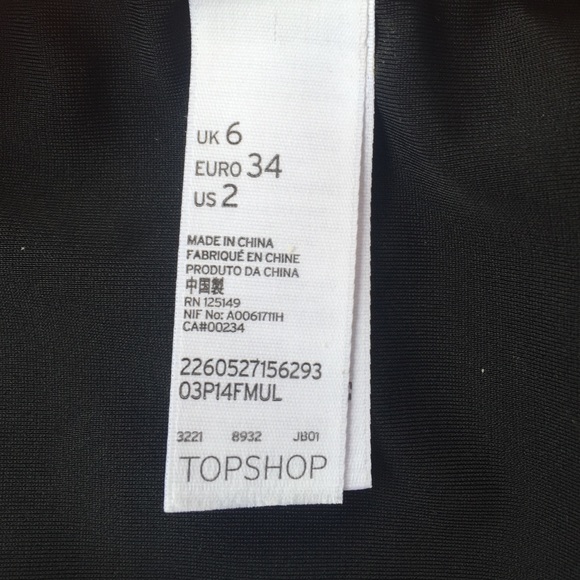 UK 6
EURO 34
US 2
MADE IN CHINA
FABRIQUÉ EN CHINE
PRODUTO DA CHINA
中国製
RN 125149
NIF No: A0061711H
CA#00234
2260527156293
03P14FMUL
3221 8932 JB01
TOPSHOP